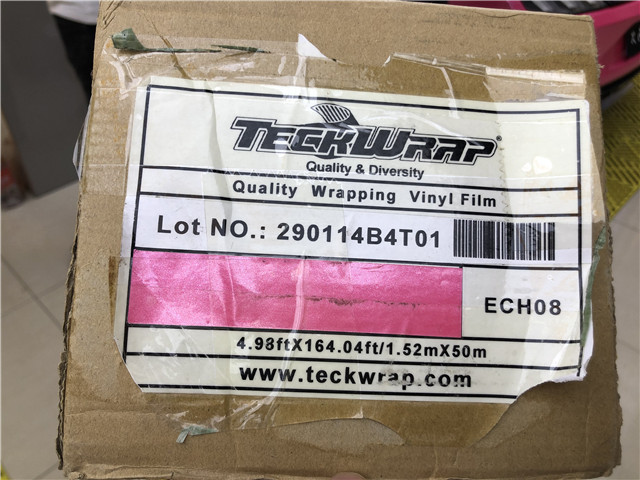 TECKWRAP®
Quality & Diversity
Quality Wrapping Vinyl Film
Lot NO.: 290114B4T01
ECH08
4.98ftX164.04ft/1.52mX50m
www.teckwrap.com